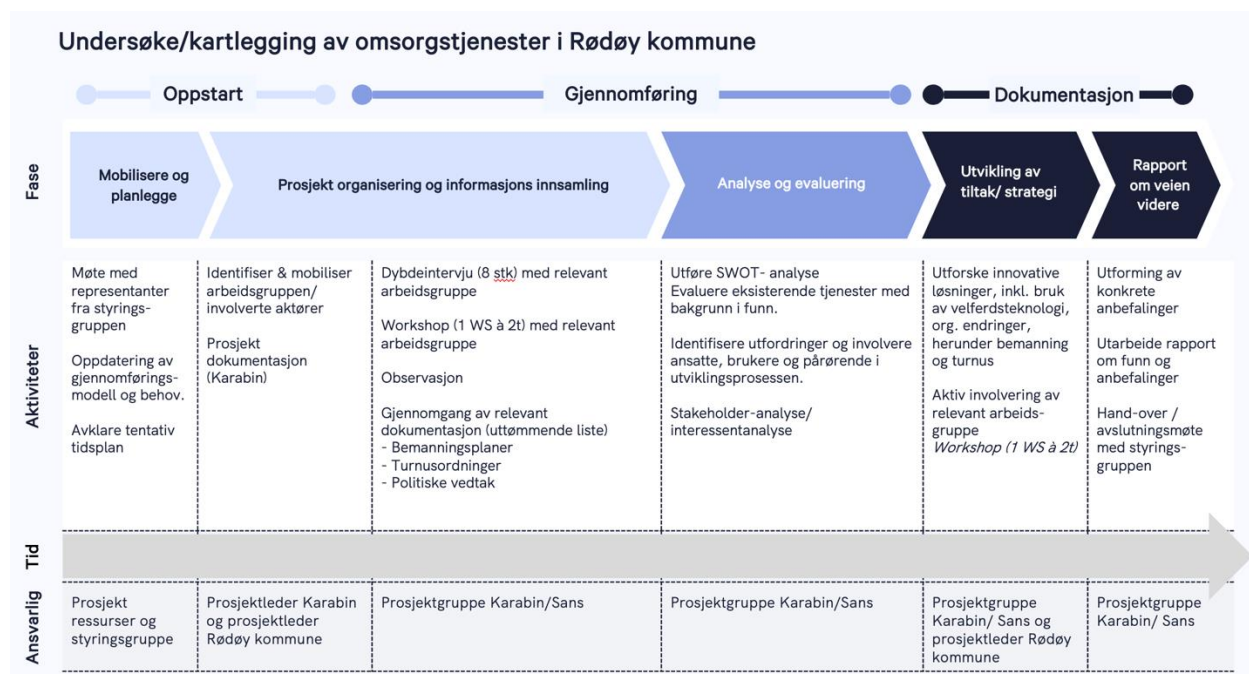 Undersøke/kartlegging av omsorgstjenester i Rødøy kommune
Oppstart
Gjennomføring
Dokumentasjon
Fase
Mobilisere og
planlegge
Prosjekt organisering og informasjons innsamling
Analyse og evaluering
Utvikling av
tiltak/ strategi
Rapport
om veien
videre
Aktiviteter
Møte med
representanter
fra styrings-
gruppen
Oppdatering av
gjennomførings-
modell og behov.
Avklare tentativ
tidsplan
Identifiser & mobiliser
arbeidsgruppen/
involverte aktører
Prosjekt
dokumentasjon
(Karabin)
Dybdeintervju (8 stk) med relevant
arbeidsgruppe
Workshop (1 WS à 2t) med relevant
arbeidsgruppe
Observasjon
Gjennomgang av relevant
dokumentasjon (uttømmende liste)
- Bemanningsplaner
- Turnusordninger
- Politiske vedtak
Utføre SWOT- analyse
Evaluere eksisterende tjenester med
bakgrunn i funn.
Identifisere utfordringer og involvere
ansatte, brukere og pårørende i
utviklingsprosessen.
Stakeholder-analyse/
interessentanalyse
Utforske innovative
løsninger, inkl. bruk
av velferdsteknologi,
org. endringer,
herunder bemanning
og turnus
Aktiv involvering av
relevant arbeids-
gruppe
Workshop (1 WS à 2t)
Utforming av
konkrete
anbefalinger
Utarbeide rapport
om funn og
anbefalinger
Hand-over /
avslutningsmøte
med styrings-
gruppen
Tid
Ansvarlig
Prosjekt
ressurser og
styringsgruppe
Prosjektleder Karabin
og prosjektleder
Rødøy kommune
Prosjektgruppe Karabin/Sans
Prosjektgruppe Karabin/Sans
Prosjektgruppe
Karabin/ Sans og
prosjektleder Rødøy
kommune
Prosjektgruppe
Karabin/ Sans